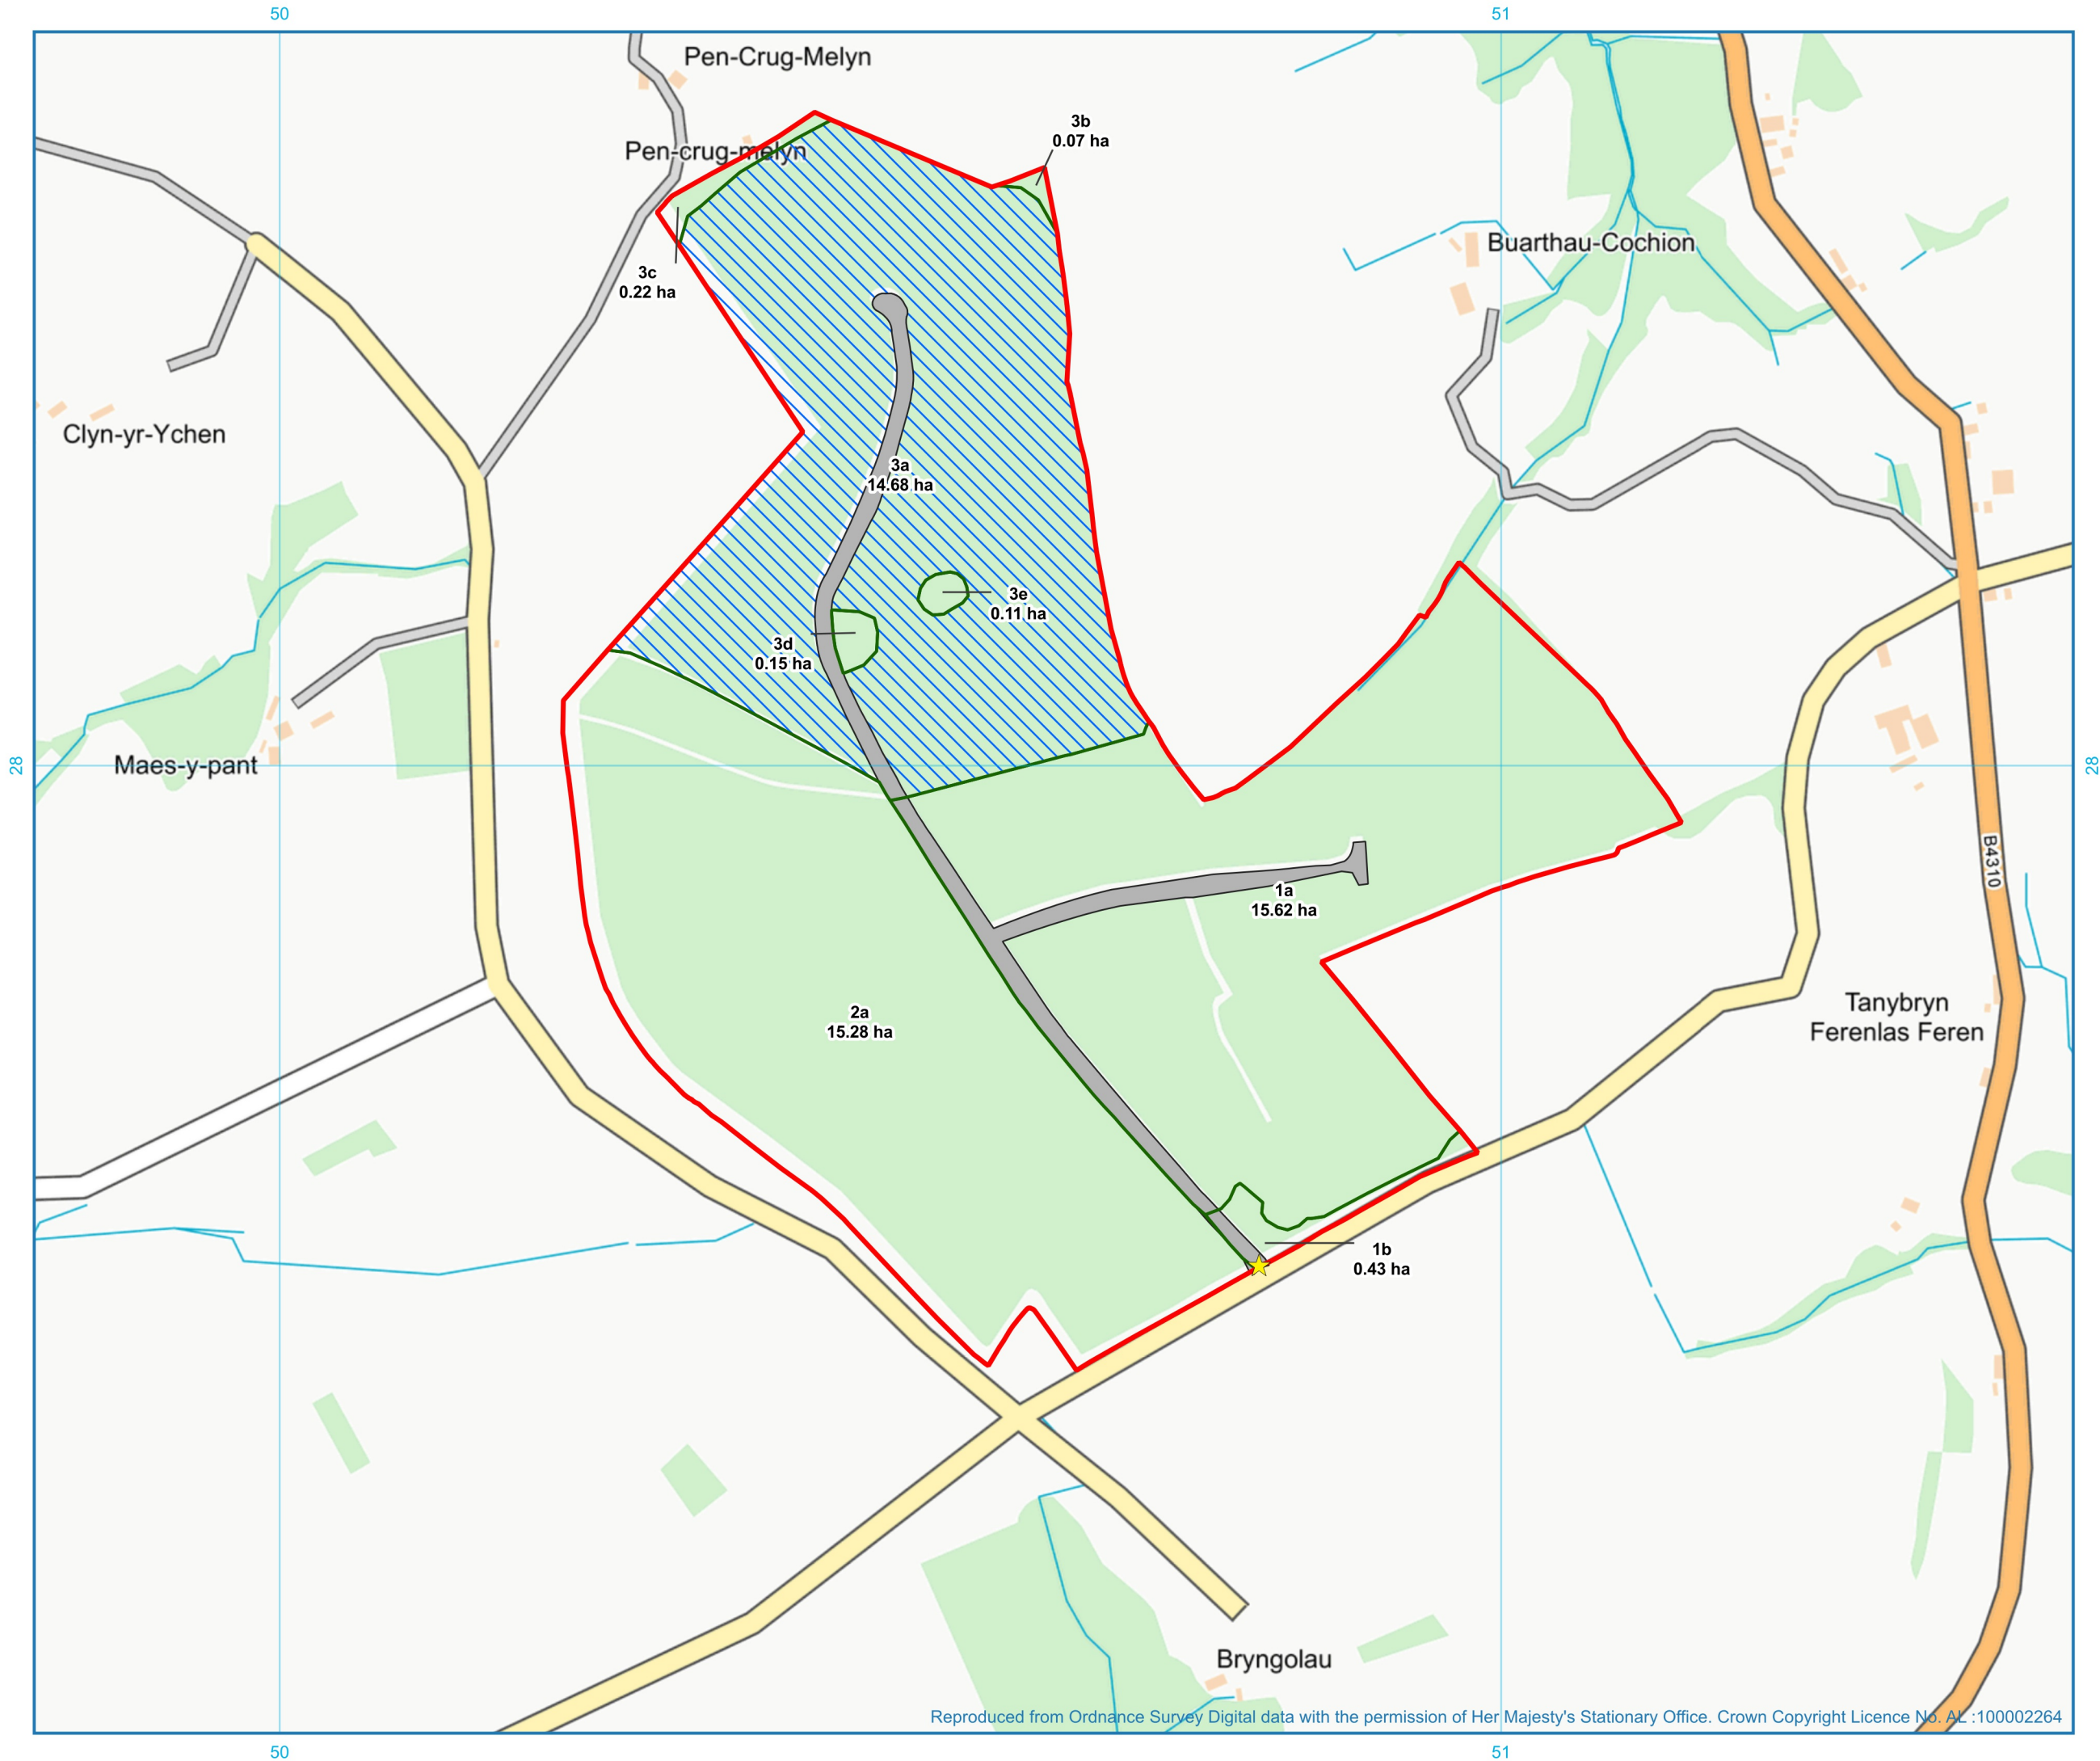 50
51
Pen-Crug-Melyn
3b
0.07 ha
Pen-crug-melyn
Buarthau-Cochion
3c
0.22 ha
Clyn-yr-Ychen
3a
14.68 ha
3e
0.11 ha
3d
0.15 ha
28
Maes-y-pant
28
B4310
1a
15.62 ha
2a
15.28 ha
Tanybryn
Ferenlas Feren
1b
0.43 ha
Bryngolau
Reproduced from Ordnance Survey Digital data with the permission of Her Majesty's Stationary Office. Crown Copyright Licence No. AL :100002264
50
51